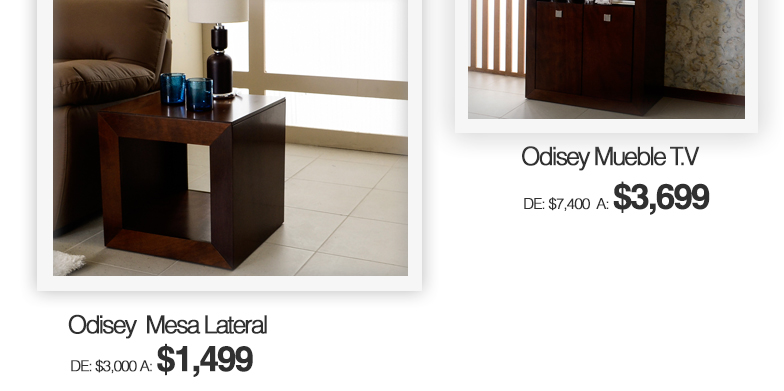 Odisey Mueble T.V
DE: $7,400 A: $3,699
Odisey Mesa Lateral
DE: $3,000 A: $1,499